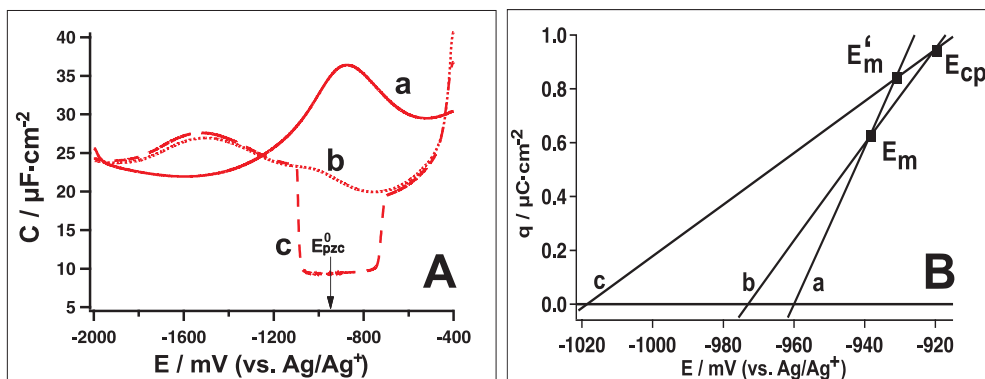 40
35
30
25
20
15
10
5
C / µF·cm-2
a
b
c
E0pzc
A
-2000
-1600
-1200
-800
-400
E / mV (vs. Ag/Ag+)
1.0
0.8
0.6
0.4
0.2
0.0
q / µC·cm-2
E'm
Ecp
Em
c
b
a
B
-1020
-1000
-980
-960
-940
-920
E / mV (vs. Ag/Ag+)